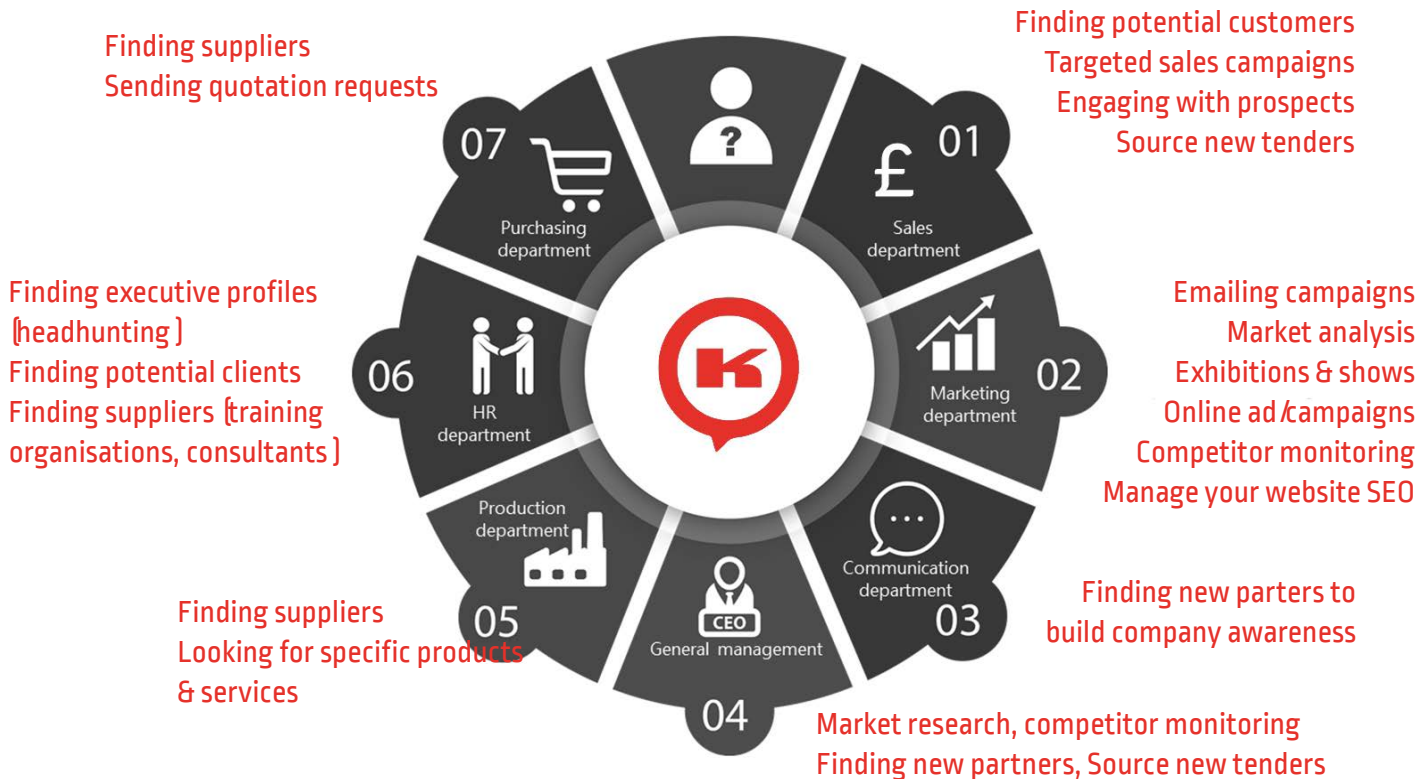 Finding suppliers
Sending quotation requests
Finding potential customers
Targeted sales campaigns
Engaging with prospects
Source new tenders
?
07
Purchasing
department
01
£
Sales
department
Finding executive profiles
(headhunting)
Finding potential clients
Finding suppliers (training
organisations, consultants)
06
HR
department
K
02
Marketing
department
Emailing campaigns
Market analysis
Exhibitions & shows
Online ad/campaigns
Competitor monitoring
Manage your website SEO
Production
department
05
Finding suppliers
Looking for specific products
& services
CEO
General management
04
Communication
department
03
Finding new parters to
build company awareness
Market research, competitor monitoring
Finding new partners, Source new tenders